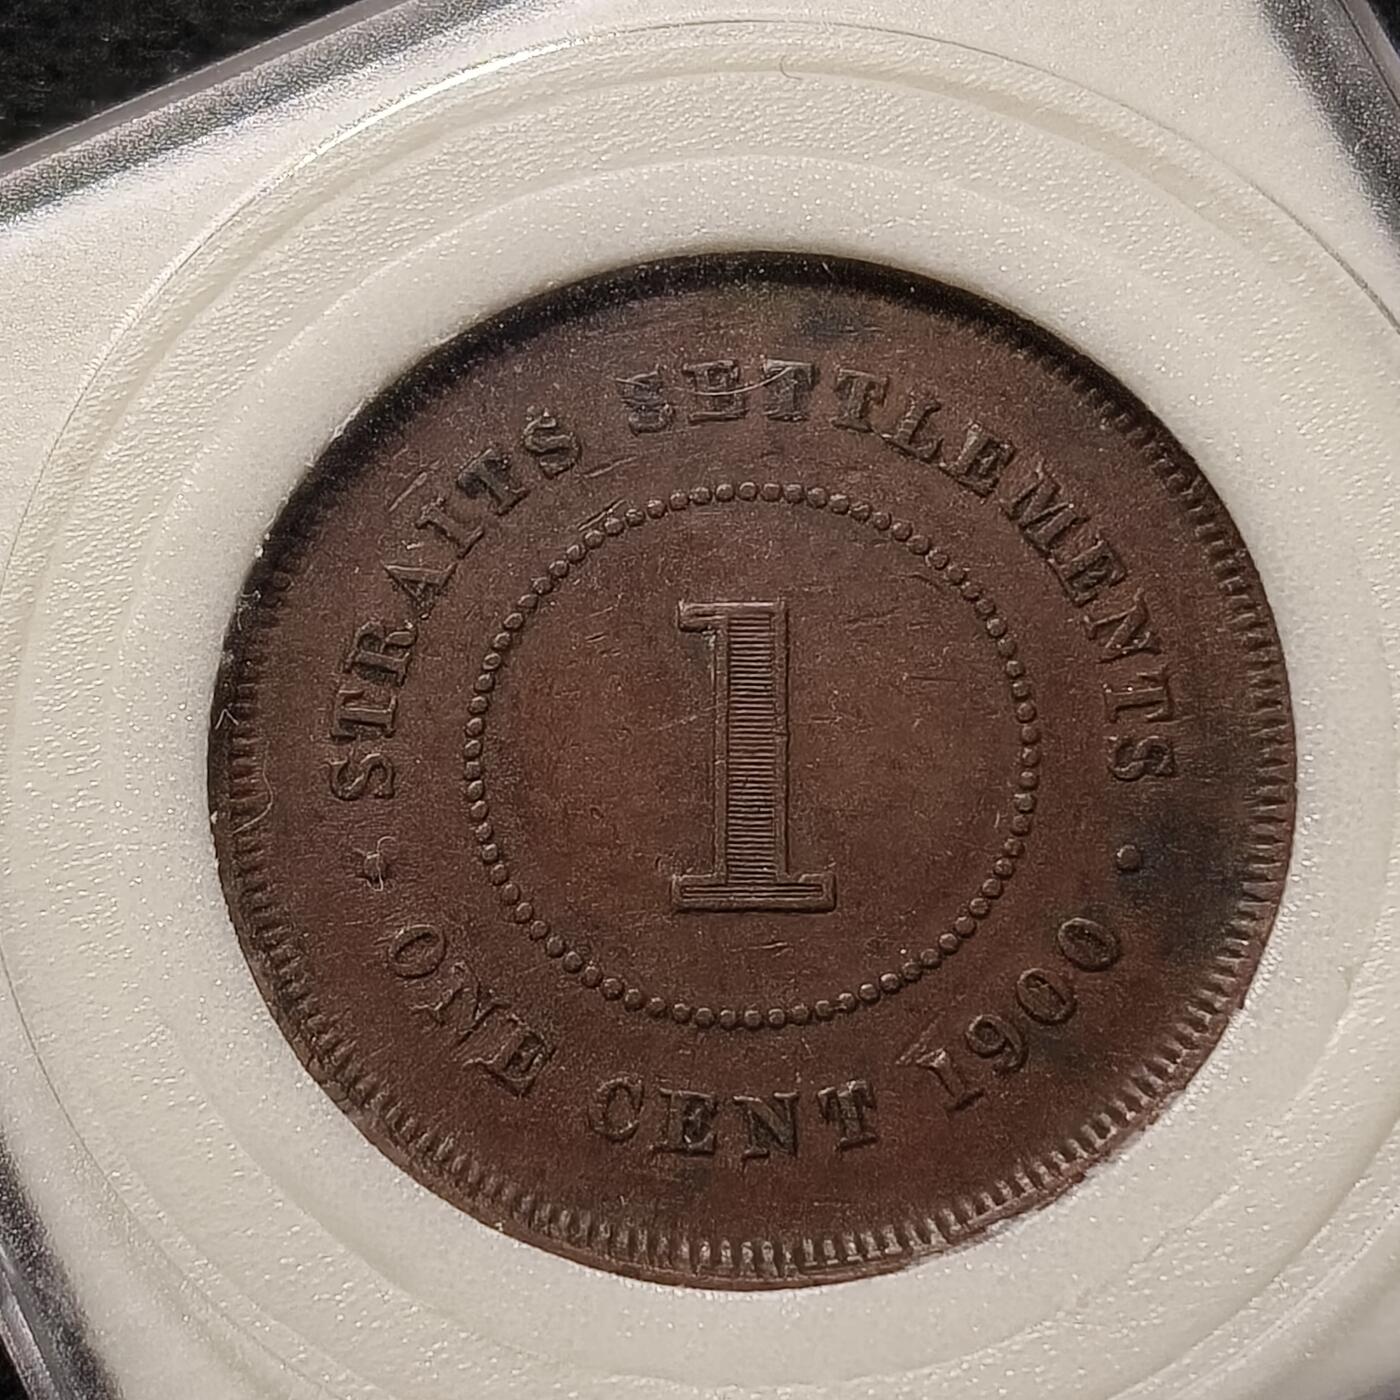 STRAITS SETTLEMENTS
1
ONE CENT 1900